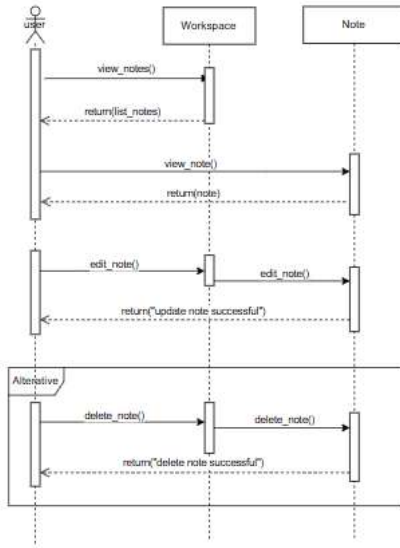 user
Workspace
Note
view_notes()
return(list_notes)
view_note()
return(note)
edit_note()
edit_note()
return("update note successful")
Alterative
delete_note()
delete_note()
return("delete note successful")